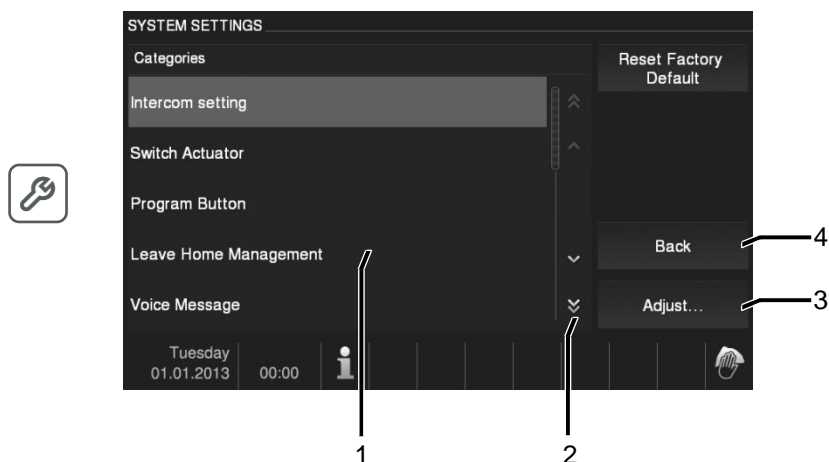 SYSTEM SETTINGS
Categories
Reset Factory
Default
Intercom setting
Switch Actuator
Program Button
Leave Home Management
Back
4
Voice Message
Adjust...
3
Tuesday
01.01.2013
00:00
1
2